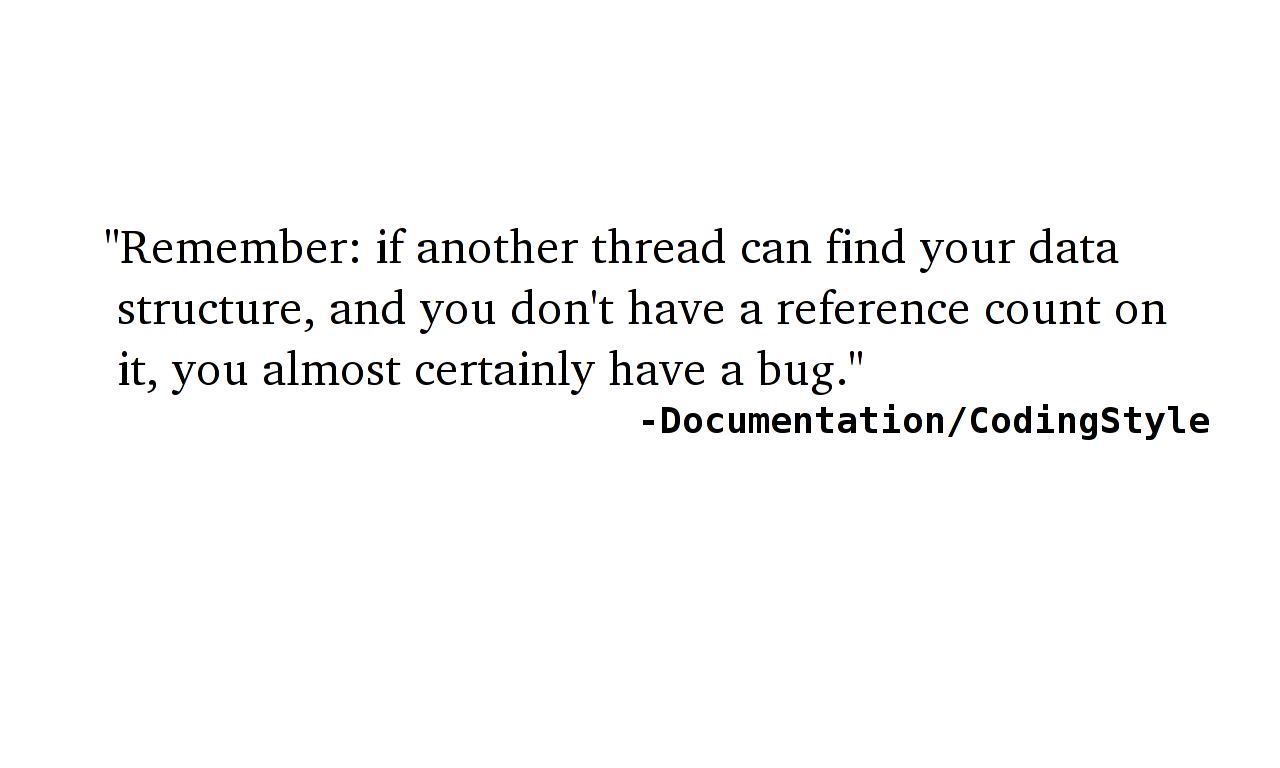 "Remember: if another thread can find your data
structure, and you don't have a reference count on
it, you almost certainly have a bug."
-Documentation/CodingStyle